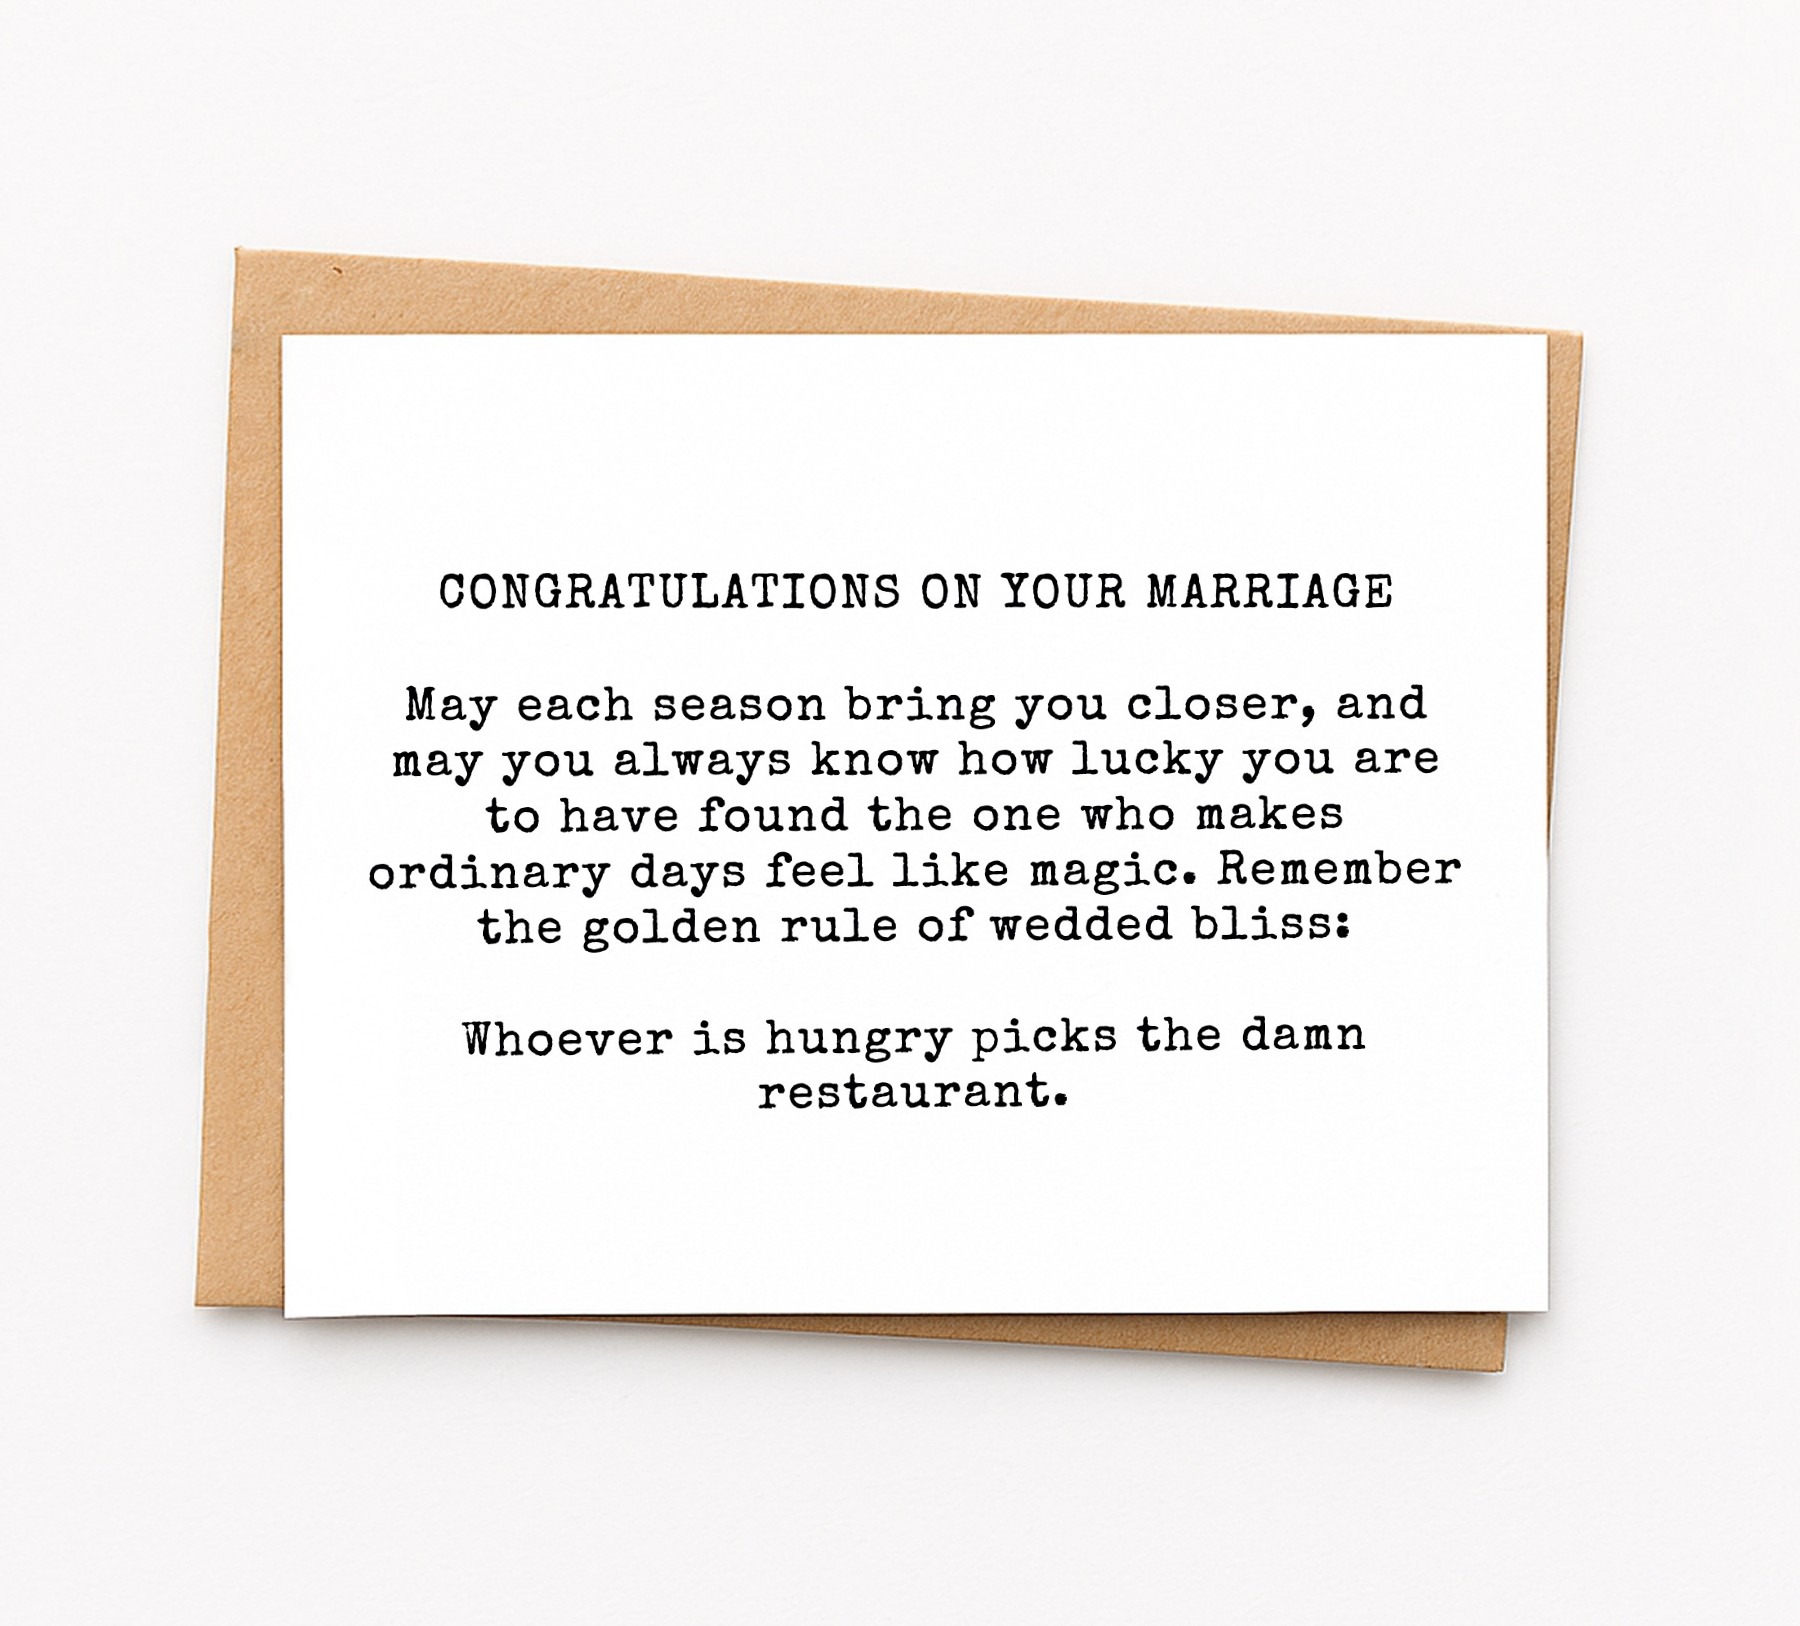 CONGRATULATIONS ON YOUR MARRIAGE
May each season bring you closer, and
may you always know how lucky you are
to have found the one who makes
ordinary days feel like magic. Remember
the golden rule of wedded bliss:
Whoever is hungry picks the damn
restaurant.